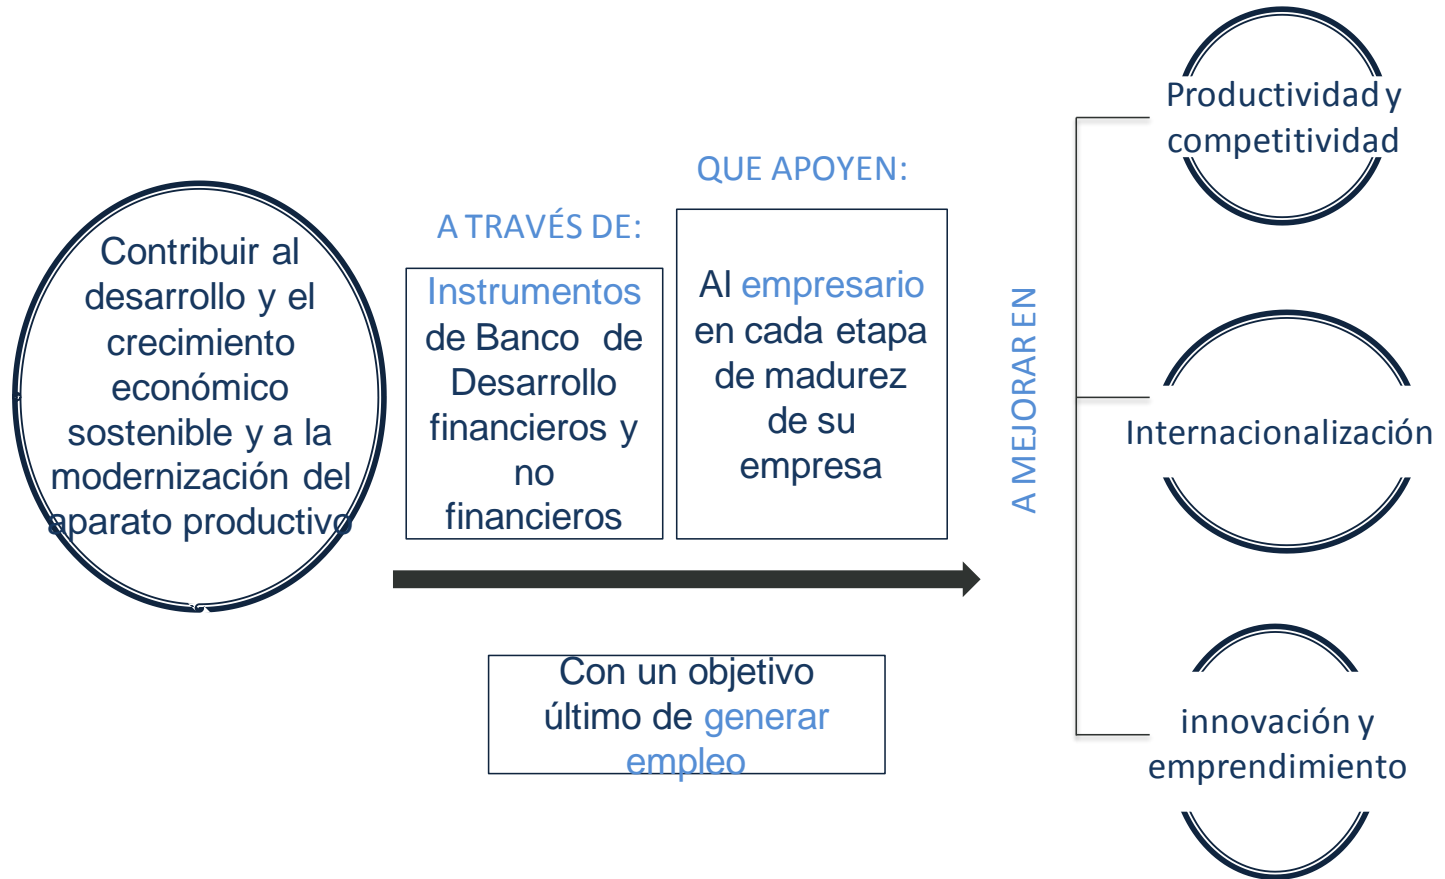 Contribuir al
desarrollo y el
crecimiento
económico
sostenible y a la
modernización del
aparato productivo
A TRAVÉS DE:
Instrumentos
de Banco de
Desarrollo
financieros y
no
financieros
QUE APOYEN:
Al empresario
en cada etapa
de madurez
de su
empresa
Con un objetivo
último de generar
empleo
A MEJORAR EN
Productividad y
competitividad
Internacionalización
innovación y
emprendimiento